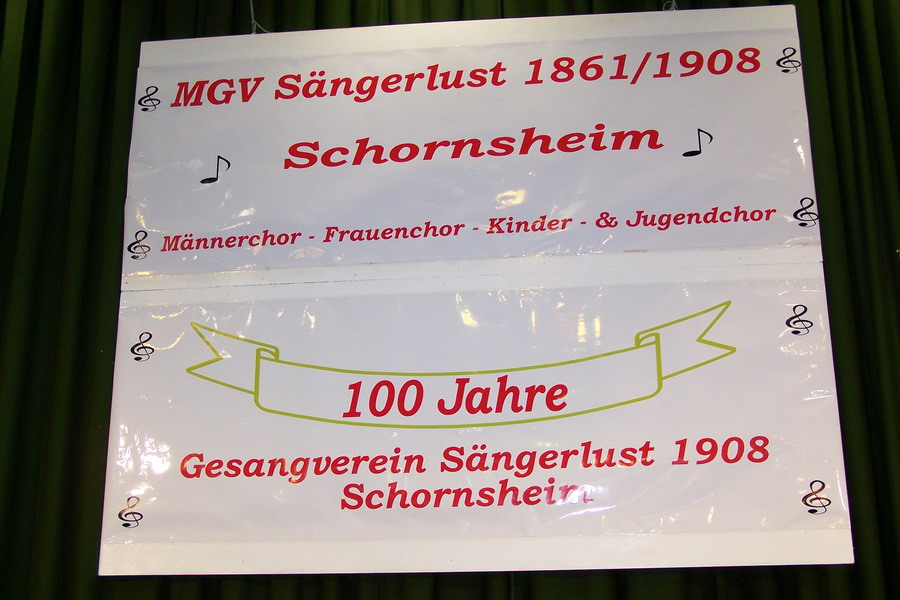 MGV Sängerlust 1861/1908
Schornsheim
Männerchor - Frauenchor - Kinder - & Jugendchor
100 Jahre
Gesangverein Sängerlust 1908
Schornsheim